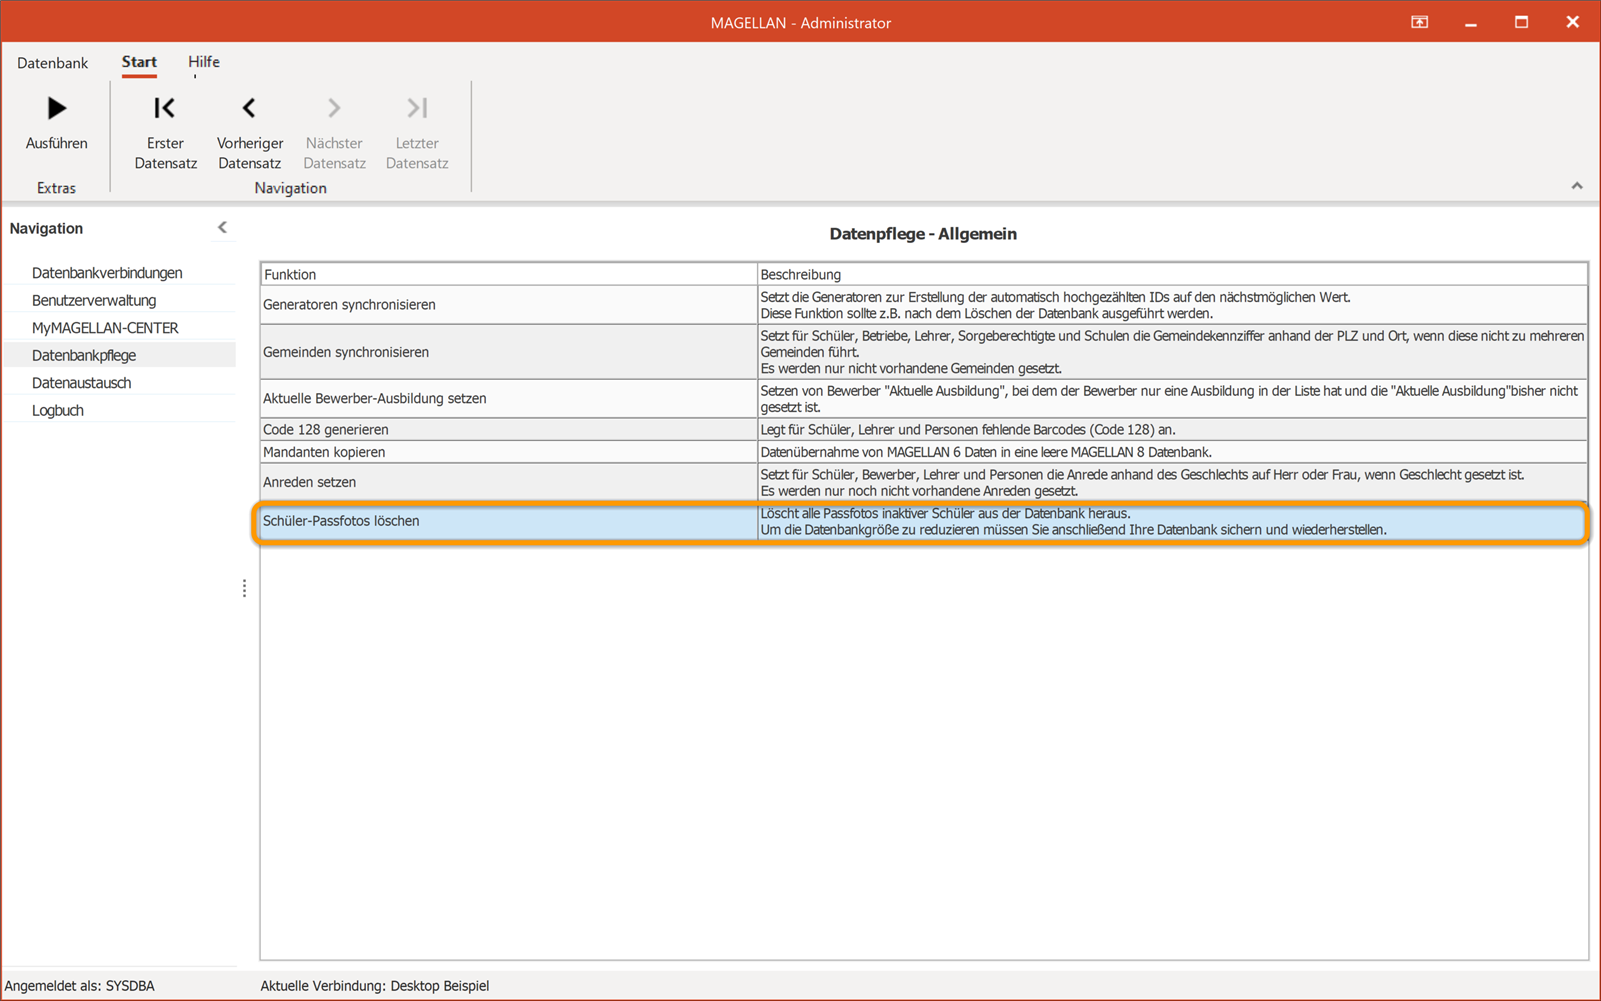 MAGELLAN - Administrator
Datenbank Start Hilfe
Ausführen
Erster Datensatz
Vorheriger Datensatz
Nächster Datensatz
Letzter Datensatz
Extras
Navigation
Navigation
Datenbankverbindungen
Benutzerverwaltung
MyMAGELLAN-CENTER
Datenbankpflege
Datenaustausch
Logbuch
Datenpflege - Allgemein
Funktion Beschreibung
Generatoren synchronisieren
Setzt die Generatoren zur Erstellung der automatisch hochgezählten IDs auf den nächstmöglichen Wert.
Diese Funktion sollte z.B. nach dem Löschen der Datenbank ausgeführt werden.
Gemeinden synchronisieren
Setzt für Schüler, Betriebe, Lehrer, Sorgeberechtigte und Schulen die Gemeindekennziffer anhand der PLZ und Ort, wenn diese nicht zu mehreren
Gemeinden führt.
Es werden nur nicht vorhandene Gemeinden gesetzt.
Aktuelle Bewerber-Ausbildung setzen
Setzen von Bewerber "Aktuelle Ausbildung", bei dem der Bewerber nur eine Ausbildung in der Liste hat und die "Aktuelle Ausbildung"bisher nicht
gesetzt ist.
Code 128 generieren
Legt für Schüler, Lehrer und Personen fehlende Barcodes (Code 128) an.
Mandanten kopieren
Datenübernahme von MAGELLAN 6 Daten in eine leere MAGELLAN 8 Datenbank.
Anreden setzen
Setzt für Schüler, Bewerber, Lehrer und Personen die Anrede anhand des Geschlechts auf Herr oder Frau, wenn Geschlecht gesetzt ist.
Es werden nur noch nicht vorhandene Anreden gesetzt.
Schüler-Passfotos löschen
Löscht alle Passfotos inaktiver Schüler aus der Datenbank heraus.
Um die Datenbankgröße zu reduzieren müssen Sie anschließend Ihre Datenbank sichern und wiederherstellen.
Angemeldet als: SYSDBA
Aktuelle Verbindung: Desktop Beispiel